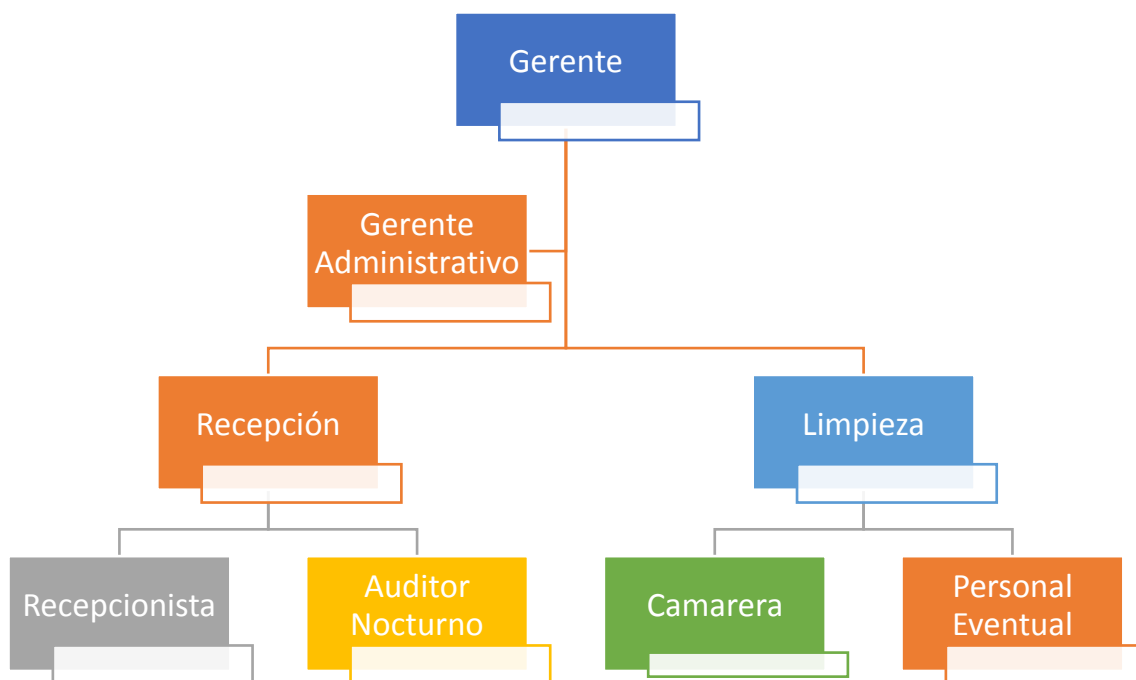 Gerente
Gerente
Administrativo
Recepción
Limpieza
Recepcionista
Auditor
Nocturno
Camarera
Personal
Eventual